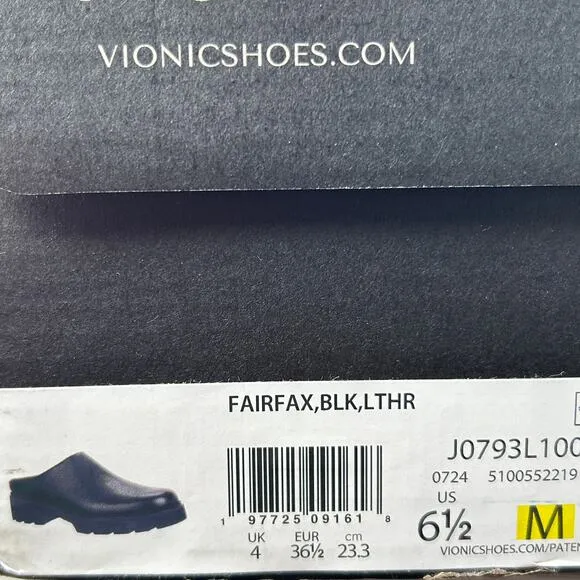 VIONICSHOES.COM
FAIRFAX,BLK,LTHR
J0793L100
0724 5100552219
1 97725 09161 8
US
6½ M
UK EUR cm
4 36½ 23.3
VIONICSHOES.COM/PATEN